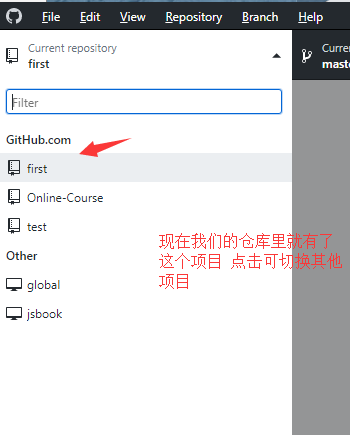 File Edit View Repository Branch Help
Current repository
first
Curre
maste
Filter
GitHub.com
first
Online-Course
test
现在我们的仓库里就有了
这个项目 点击可切换其他
项目
Other
global
jsbook